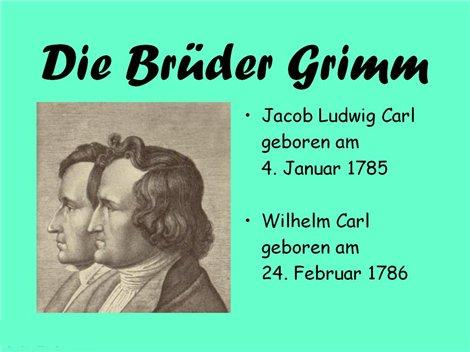 Die Brüder Grimm
• Jacob Ludwig Carl
geboren am
4. Januar 1785
• Wilhelm Carl
geboren am
24. Februar 1786